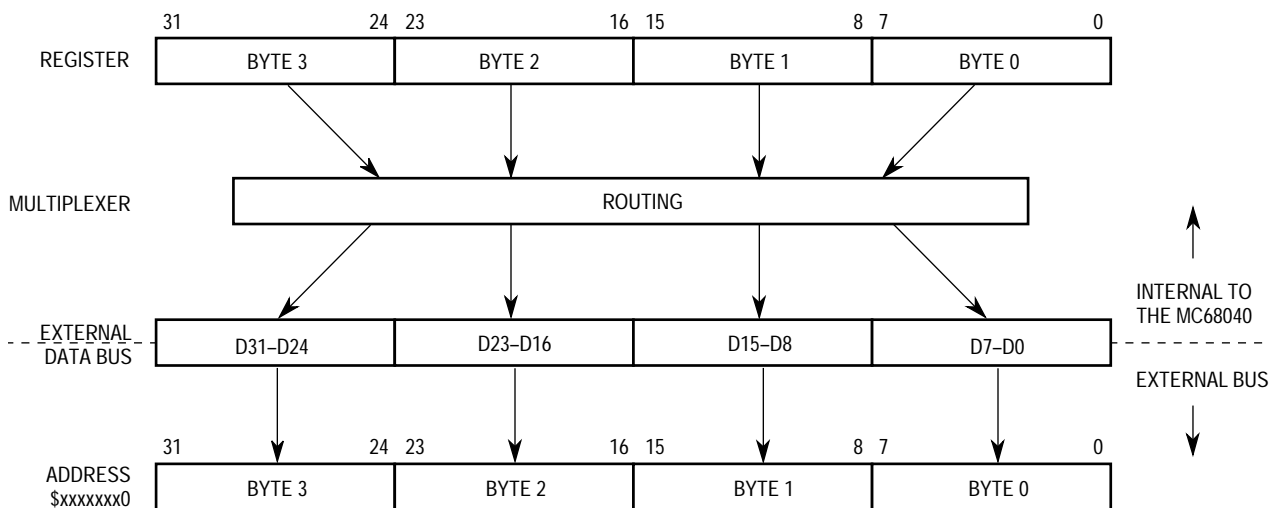 31 24 23 16 15 8 7 0
REGISTER BYTE 3 BYTE 2 BYTE 1 BYTE 0
MULTIPLEXER ROUTING
INTERNAL TO
THE MC68040
EXTERNAL
DATA BUS
D31–D24 D23–D16 D15–D8 D7–D0
EXTERNAL BUS
31 24 23 16 15 8 7 0
ADDRESS
$xxxxxxx0
BYTE 3 BYTE 2 BYTE 1 BYTE 0